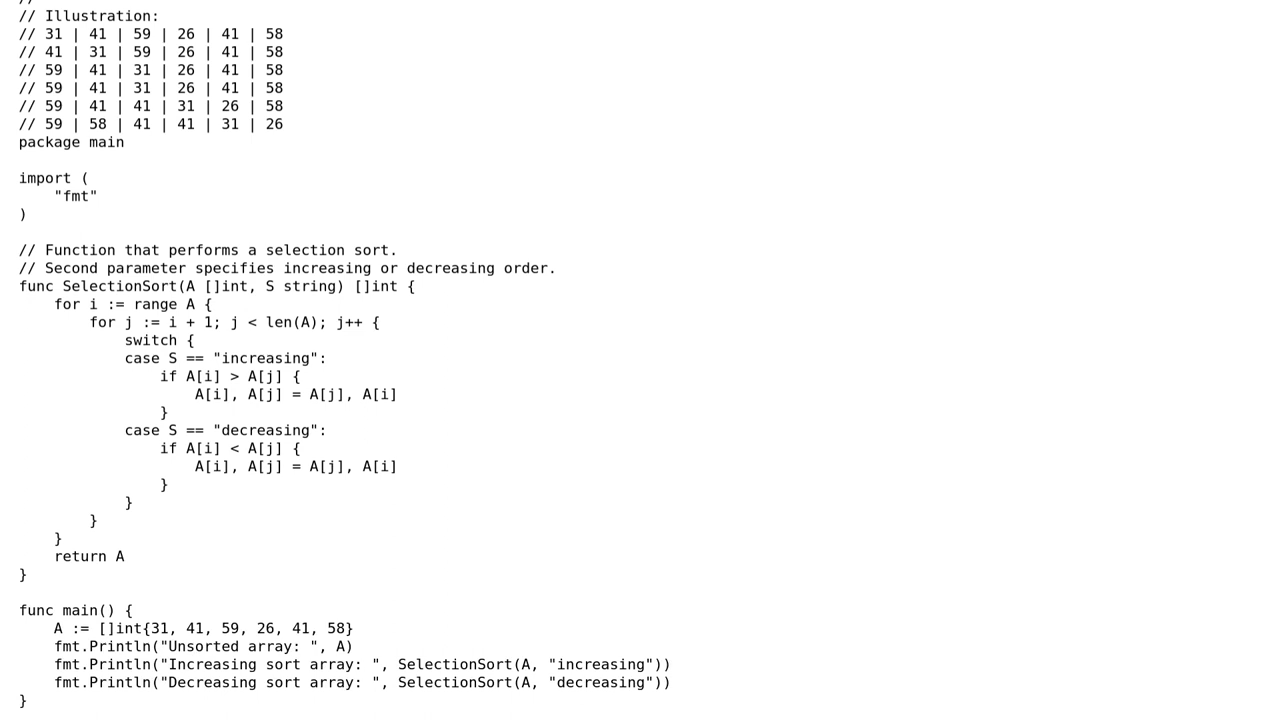 //
// Illustration:
// 31 | 41 | 59 | 26 | 41 | 58
// 41 | 31 | 59 | 26 | 41 | 58
// 59 | 41 | 31 | 26 | 41 | 58
// 59 | 41 | 31 | 26 | 41 | 58
// 59 | 41 | 41 | 31 | 26 | 58
// 59 | 58 | 41 | 41 | 31 | 26
package main

import (
    "fmt"
)

// Function that performs a selection sort.
// Second parameter specifies increasing or decreasing order.
func SelectionSort(A []int, S string) []int {
    for i := range A {
        for j := i + 1; j < len(A); j++ {
            switch {
            case S == "increasing":
                if A[i] > A[j] {
                    A[i], A[j] = A[j], A[i]
                }
            case S == "decreasing":
                if A[i] < A[j] {
                    A[i], A[j] = A[j], A[i]
                }
            }
        }
    }
    return A
}

func main() {
    A := []int{31, 41, 59, 26, 41, 58}
    fmt.Println("Unsorted array: ", A)
    fmt.Println("Increasing sort array: ", SelectionSort(A, "increasing"))
    fmt.Println("Decreasing sort array: ", SelectionSort(A, "decreasing"))
}